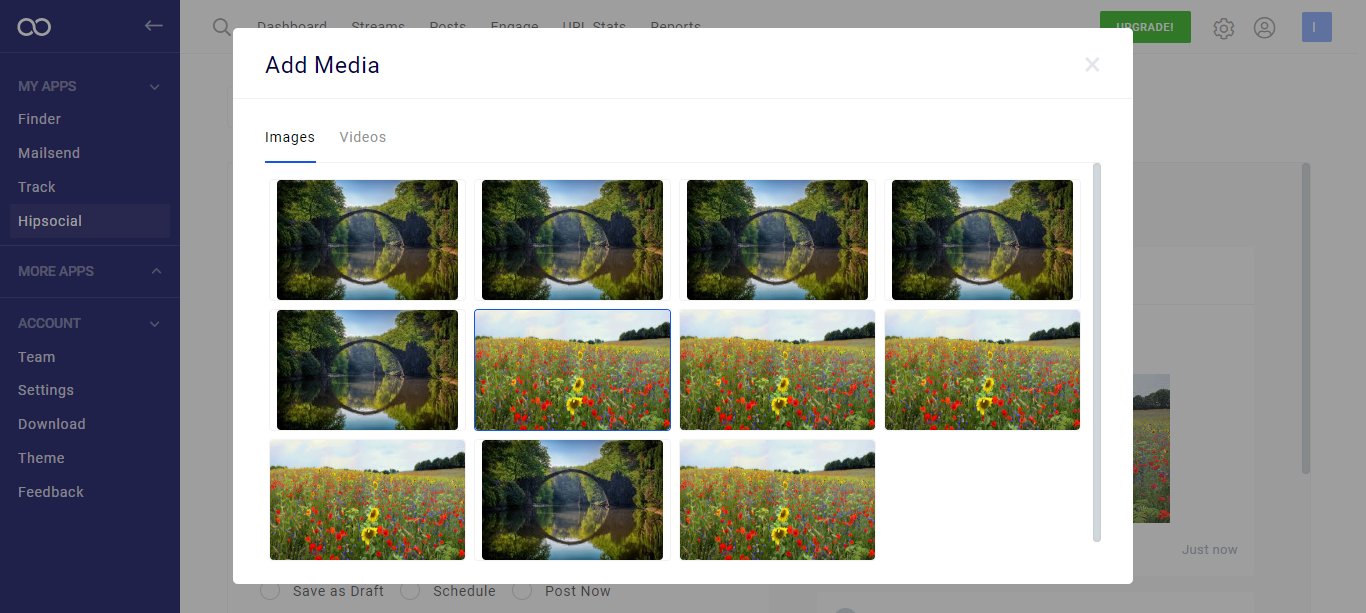 Dashboard Streams Posts Engage URL Stats Reports UPGRADE! I
MY APPS
Finder
Mailsend
Track
Hipsocial
MORE APPS
ACCOUNT
Team
Settings
Download
Theme
Feedback
Add Media
Images Videos
Just now
Save as Draft Schedule Post Now